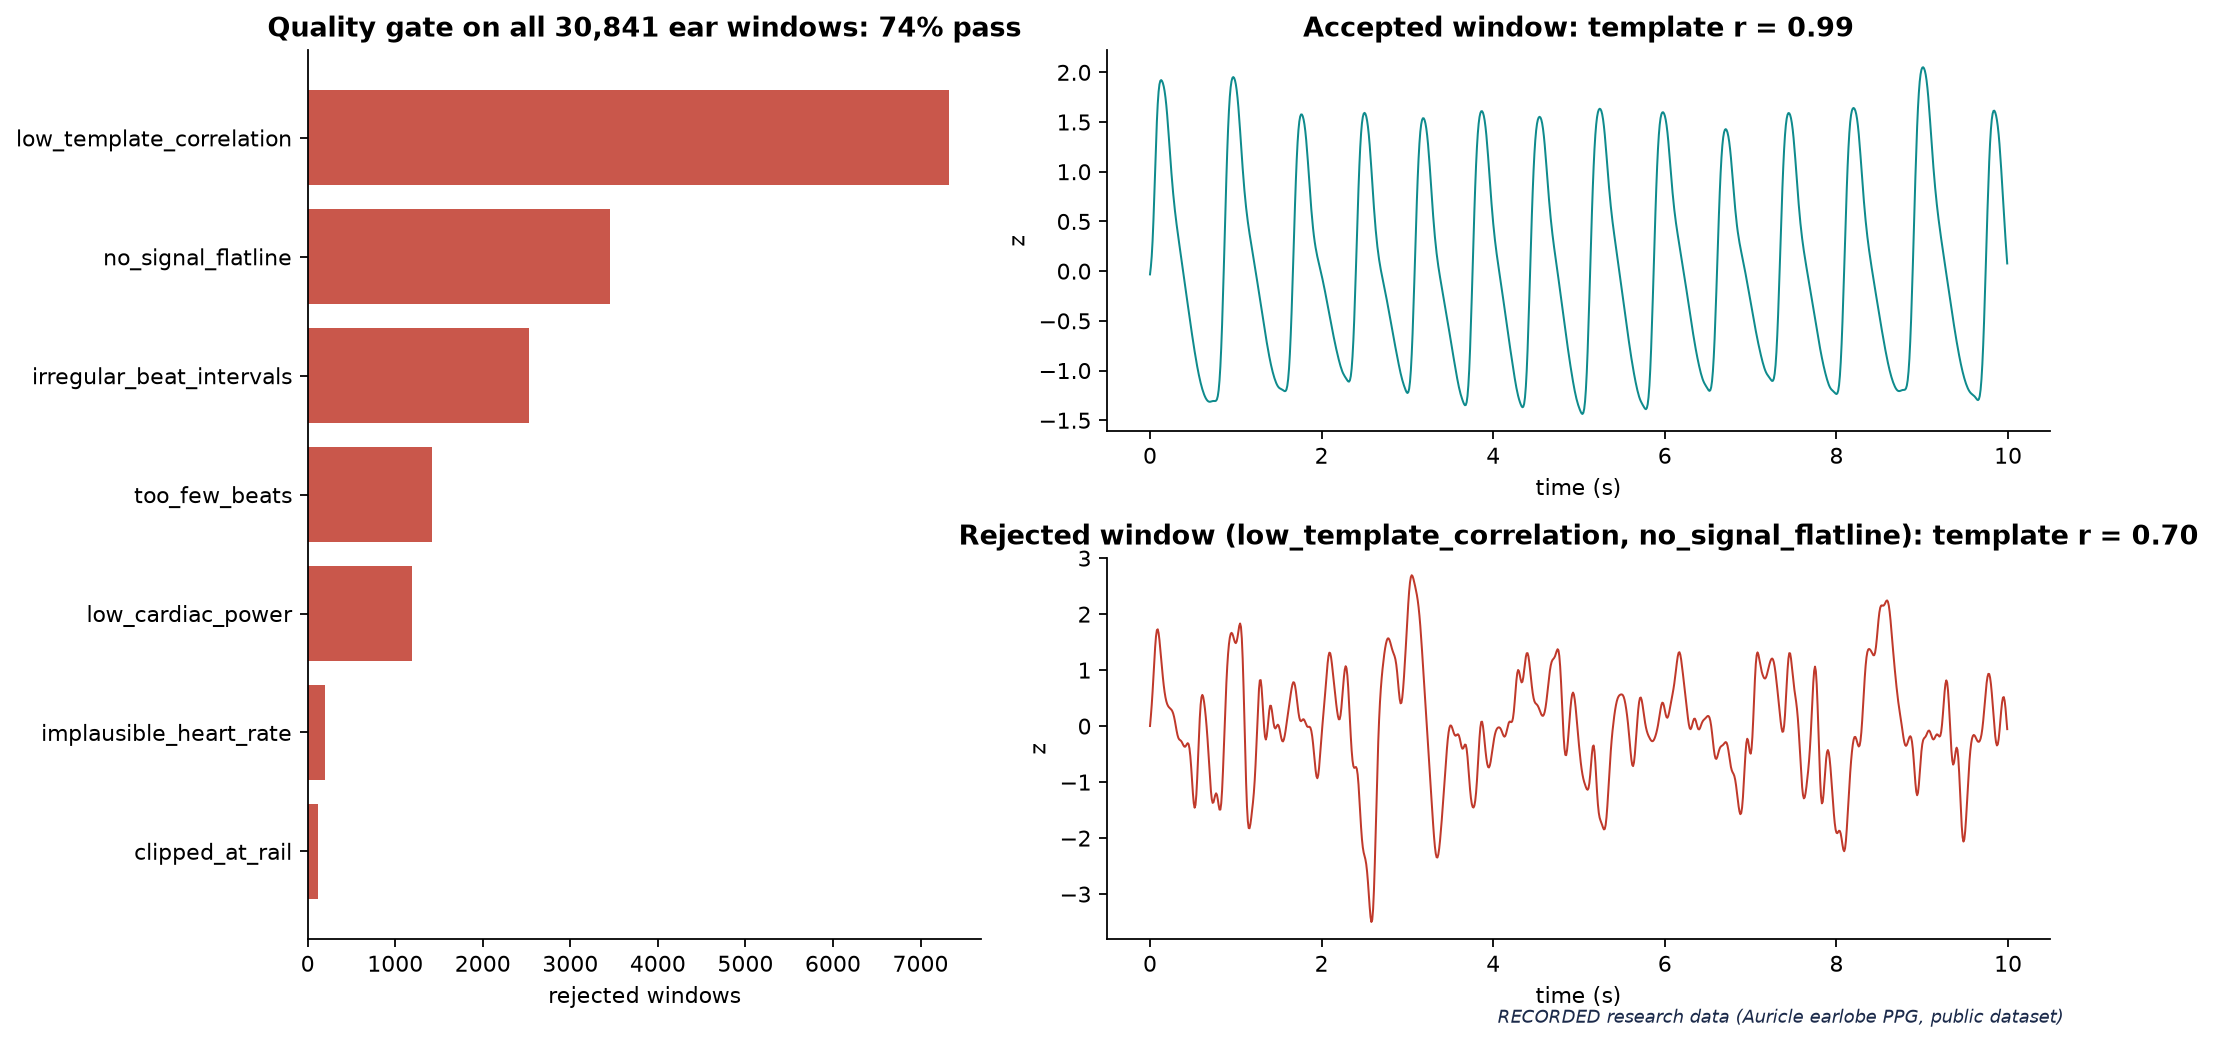 Quality gate on all 30,841 ear windows: 74% pass
low_template_correlation
no_signal_flatline
irregular_beat_intervals
too_few_beats
low_cardiac_power
implausible_heart_rate
clipped_at_rail
0 1000 2000 3000 4000 5000 6000 7000
rejected windows
Accepted window: template r = 0.99
z
2.0
1.5
1.0
0.5
0.0
−0.5
−1.0
−1.5
0 2 4 6 8 10
time (s)
Rejected window (low_template_correlation, no_signal_flatline): template r = 0.70
z
3
2
1
0
−1
−2
−3
0 2 4 6 8 10
time (s)
RECORDED research data (Auricle earlobe PPG, public dataset)